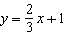 y = 2/3 x + 1